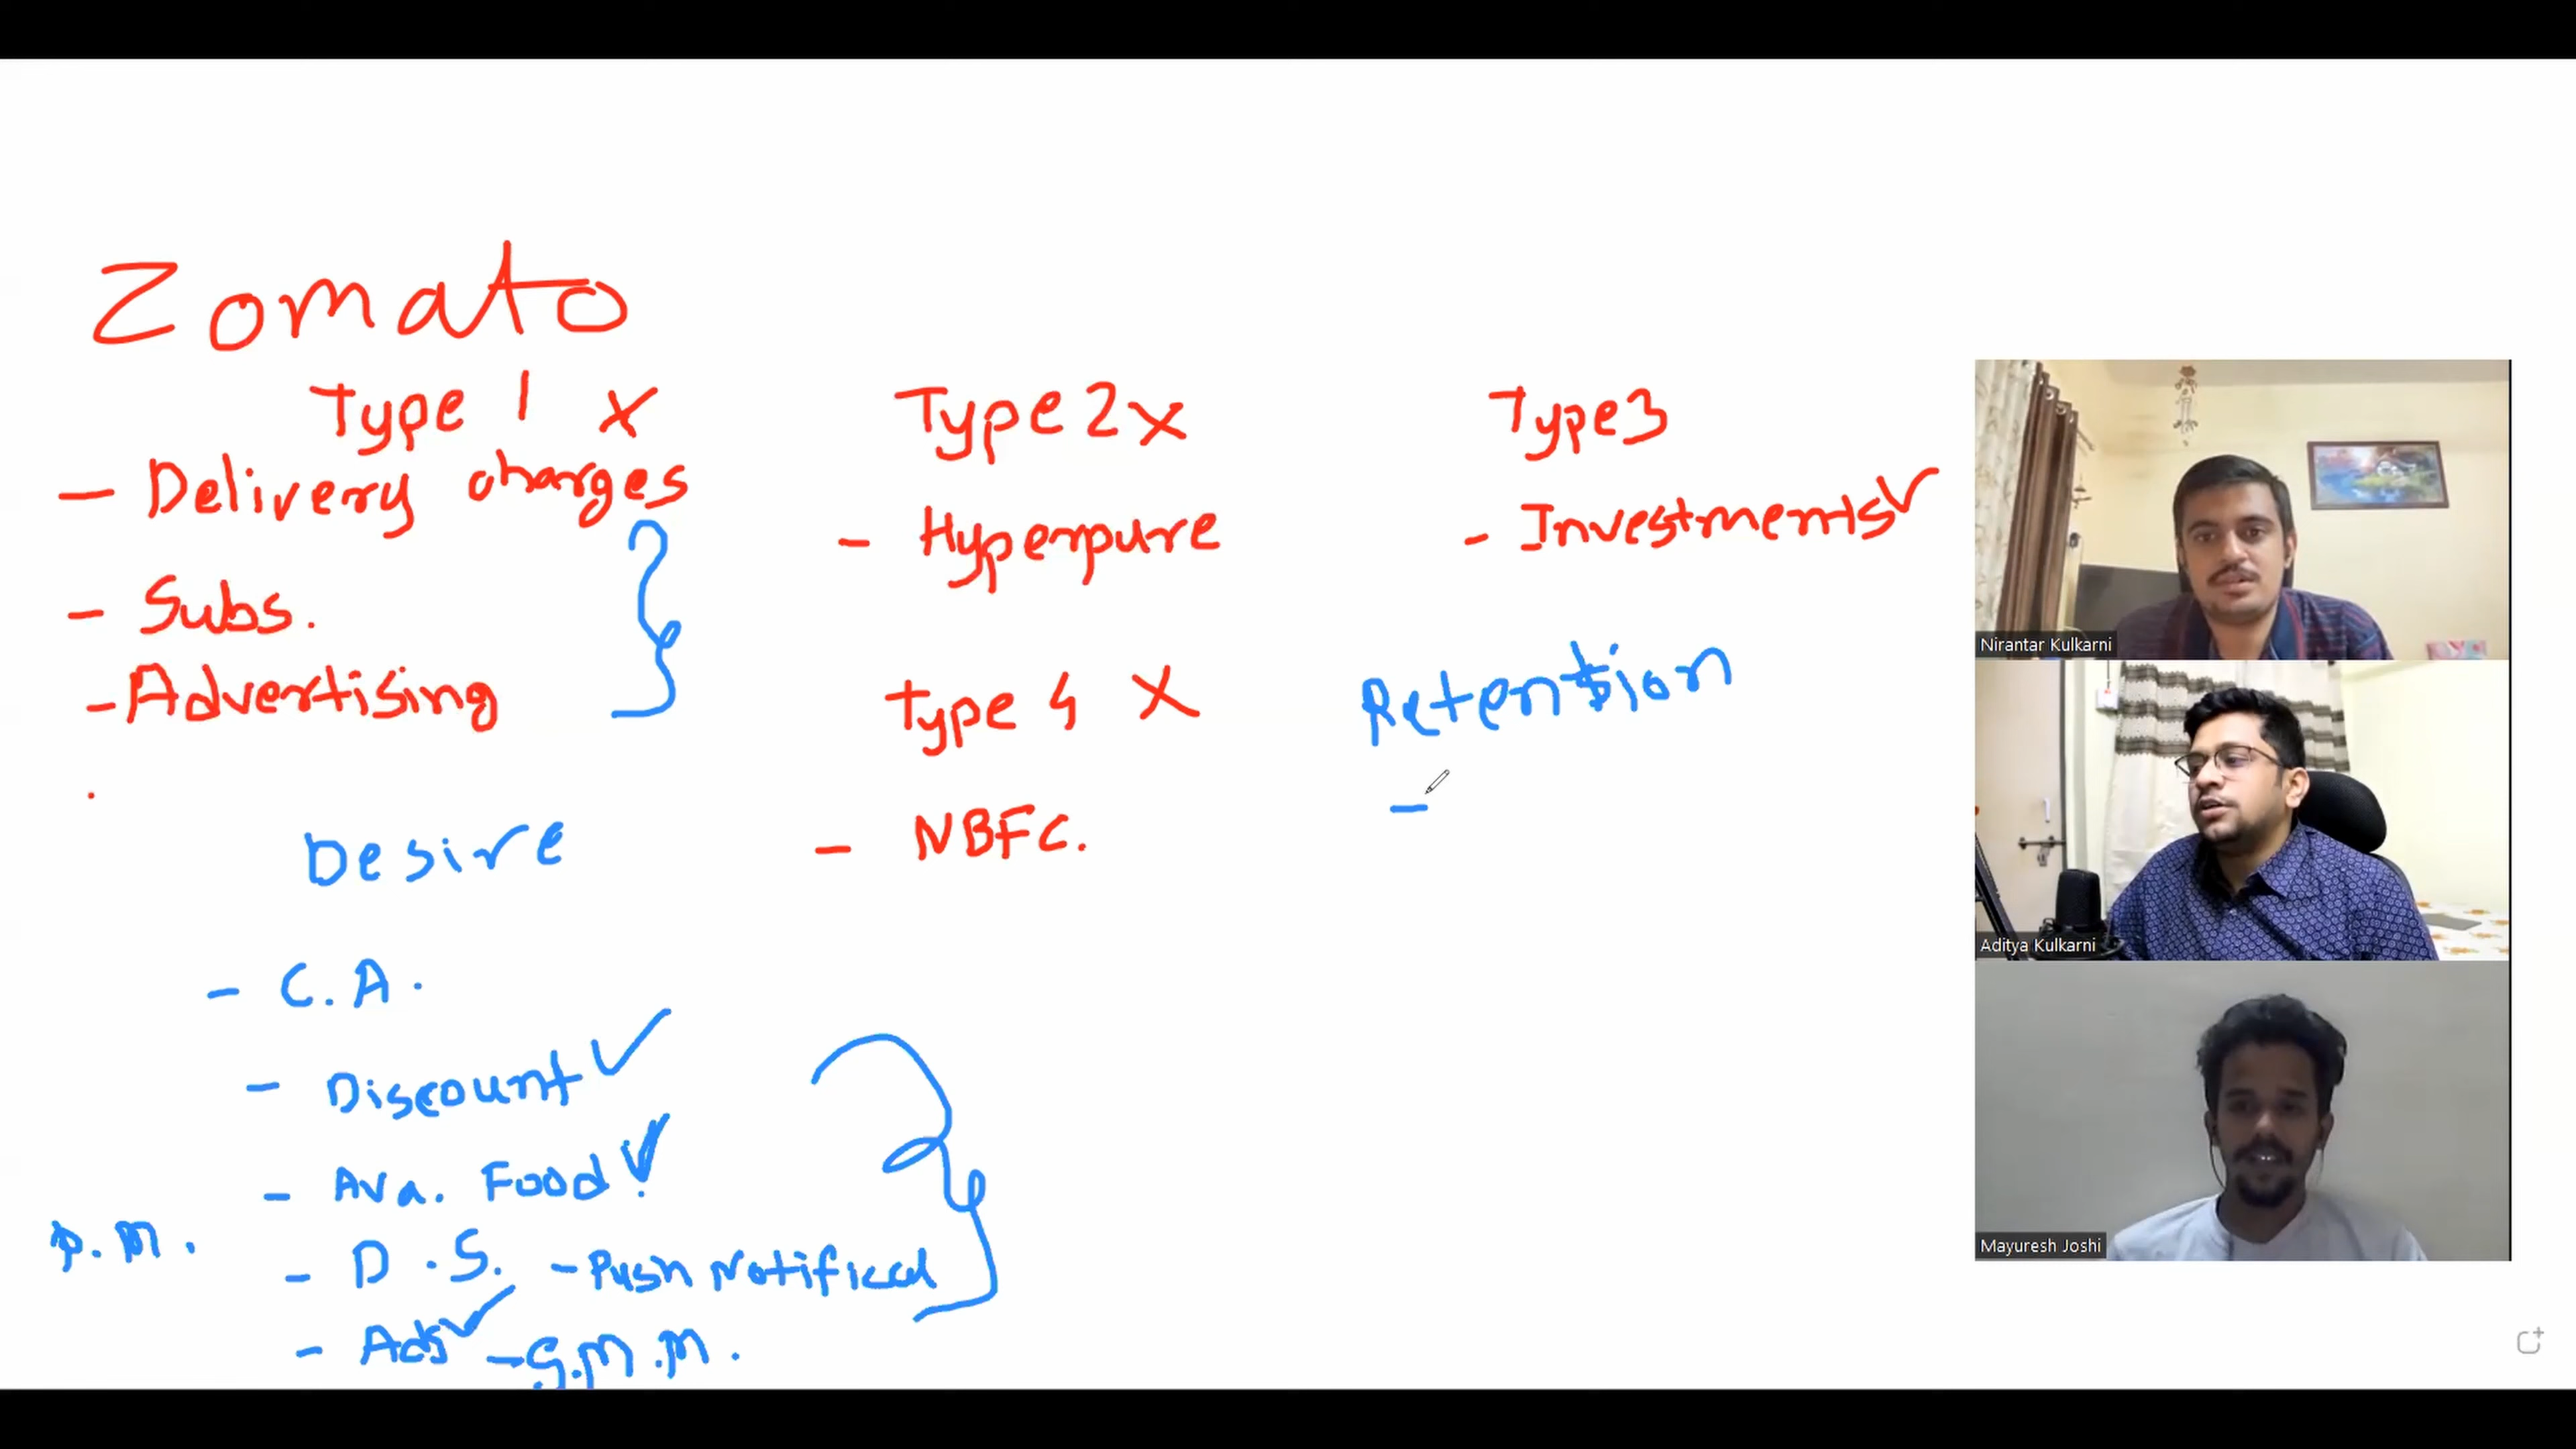 Zomato
Type 1 x
- Delivery charges
- Subs.
- Advertising
Type 2 x
- Hyperpure
Type 3
- Investments ✓
Type 4 X
- NBFC.
Retention
-
Desire
- C.A.
- Discount ✓
- Ava. Food ✓
P.M.
- D.S. - Push Notificad
- Ads ✓ - G.M.M.
Nirantar Kulkarni
Aditya Kulkarni
Mayuresh Joshi